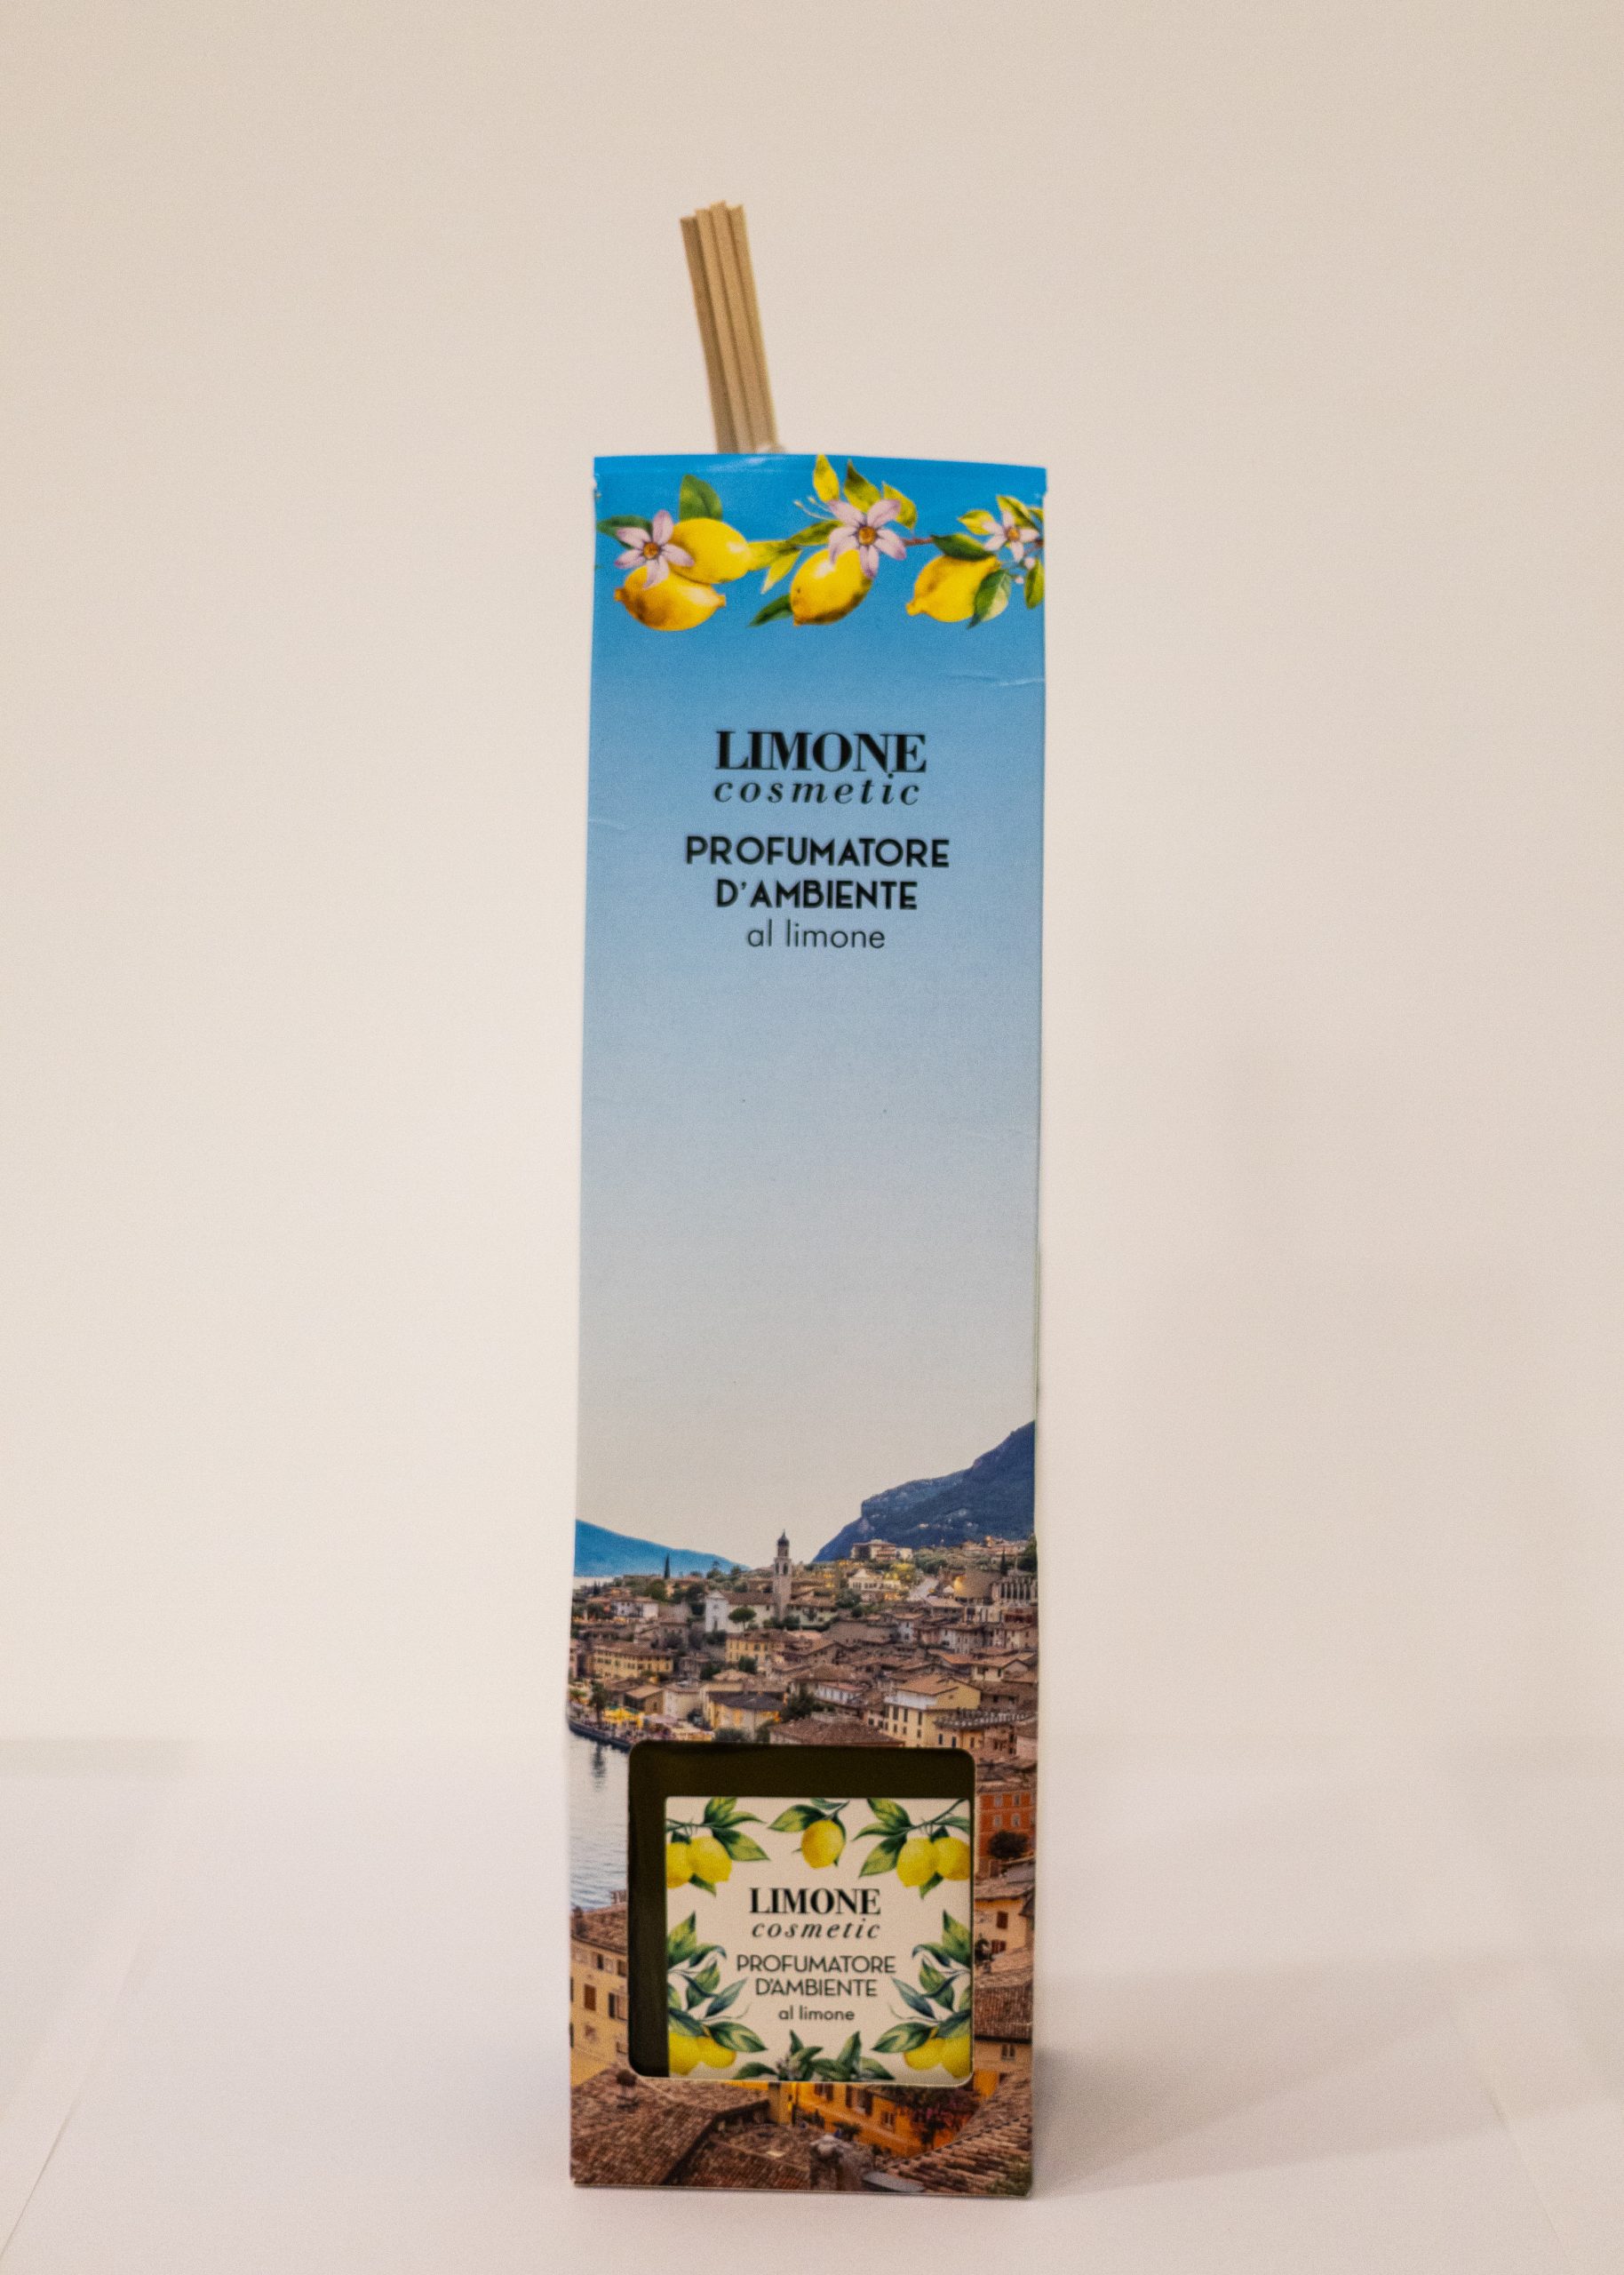 LIMONE
cosmetic
PROFUMATORE
D'AMBIENTE
al limone
LIMONE
cosmetic
PROFUMATORE
D'AMBIENTE
al limone